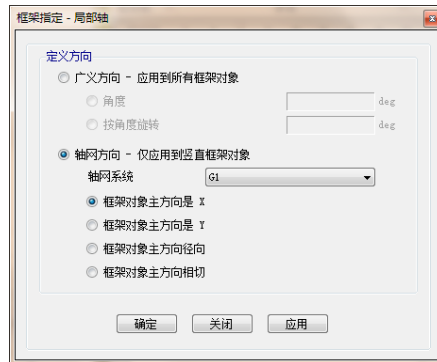 框架指定 - 局部轴
定义方向
广义方向 - 应用到所有框架对象
角度 deg
按角度旋转 deg
轴网方向 - 仅应用到竖直框架对象
轴网系统 G1
框架对象主方向是 X
框架对象主方向是 Y
框架对象主方向径向
框架对象主方向相切
确定 关闭 应用